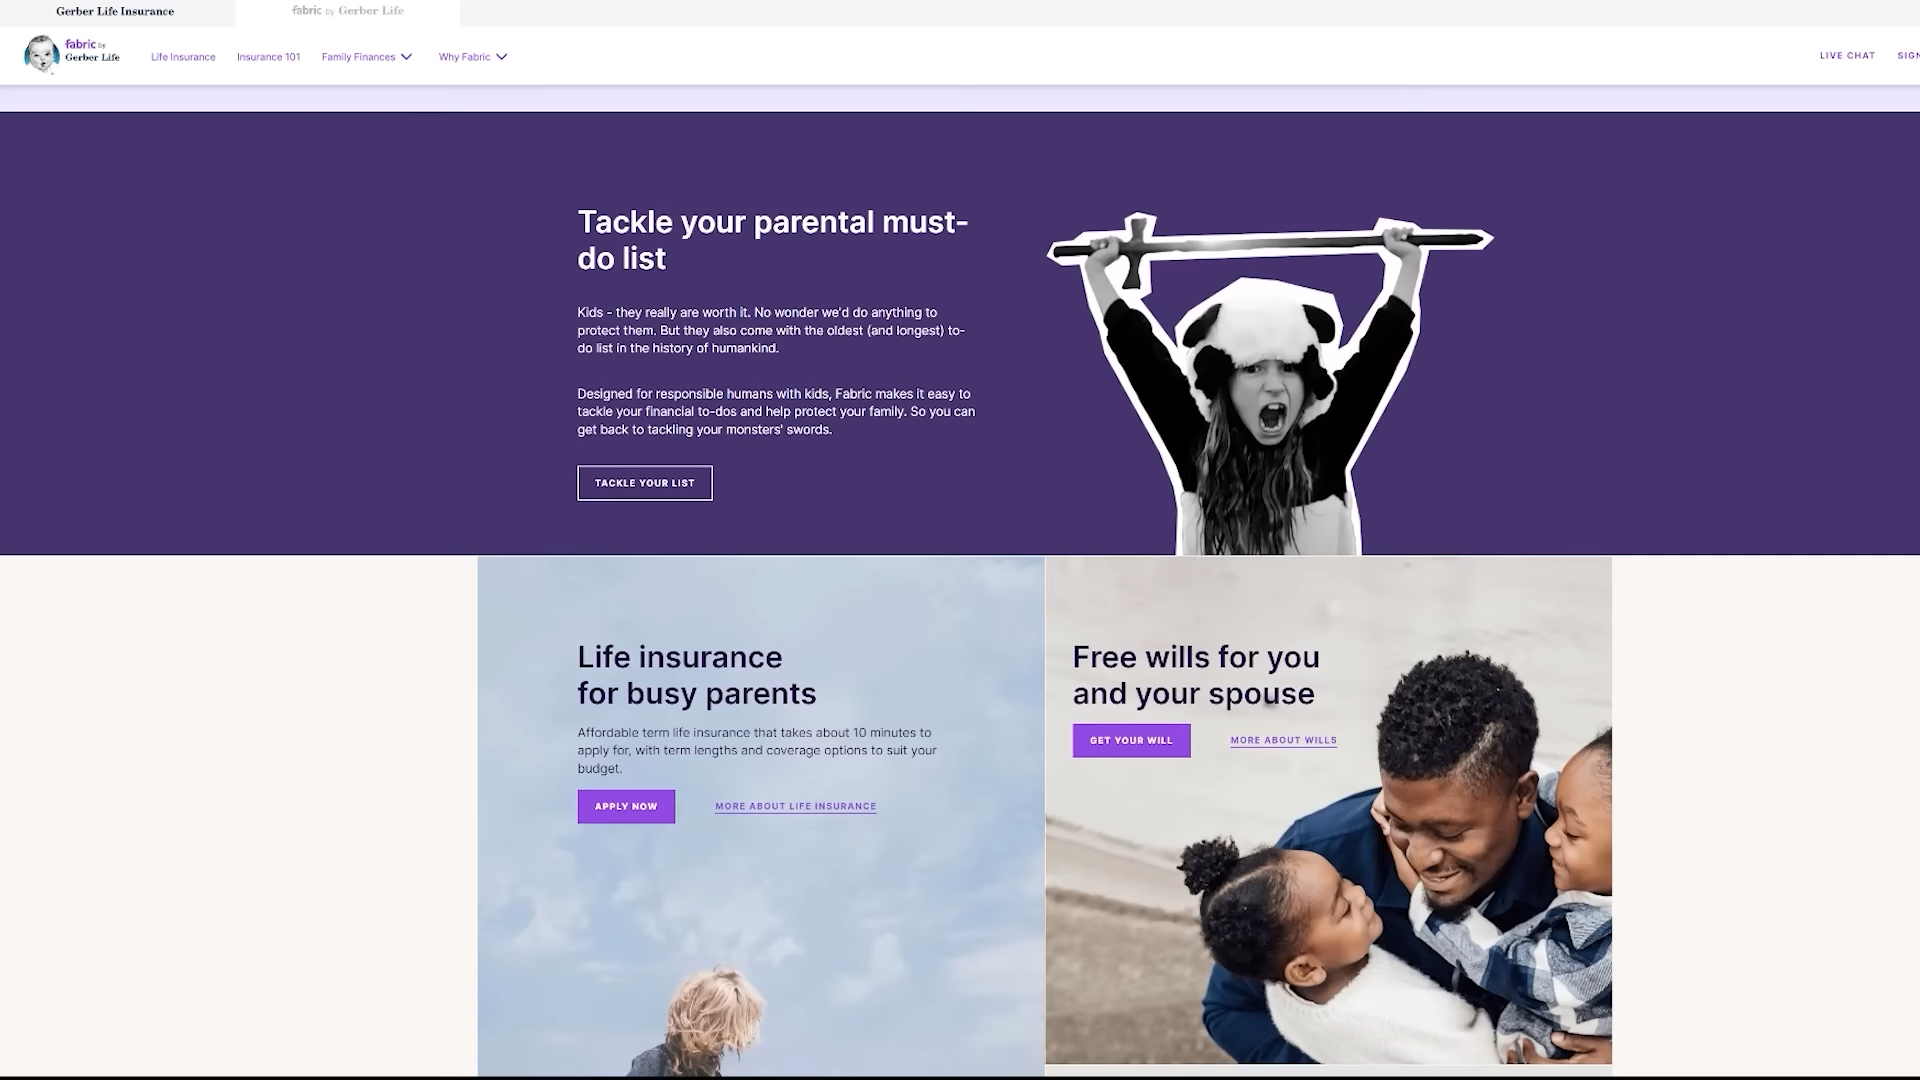 Gerber Life Insurance
fabric by Gerber Life
fabric by
Gerber Life
Life Insurance
Insurance 101
Family Finances
Why Fabric
LIVE CHAT
SIGN
Tackle your parental must-
do list
Kids - they really are worth it. No wonder we'd do anything to
protect them. But they also come with the oldest (and longest) to-
do list in the history of humankind.
Designed for responsible humans with kids, Fabric makes it easy to
tackle your financial to-dos and help protect your family. So you can
get back to tackling your monsters' swords.
TACKLE YOUR LIST
Life insurance
for busy parents
Affordable term life insurance that takes about 10 minutes to
apply for, with term lengths and coverage options to suit your
budget.
APPLY NOW
MORE ABOUT LIFE INSURANCE
Free wills for you
and your spouse
GET YOUR WILL
MORE ABOUT WILLS